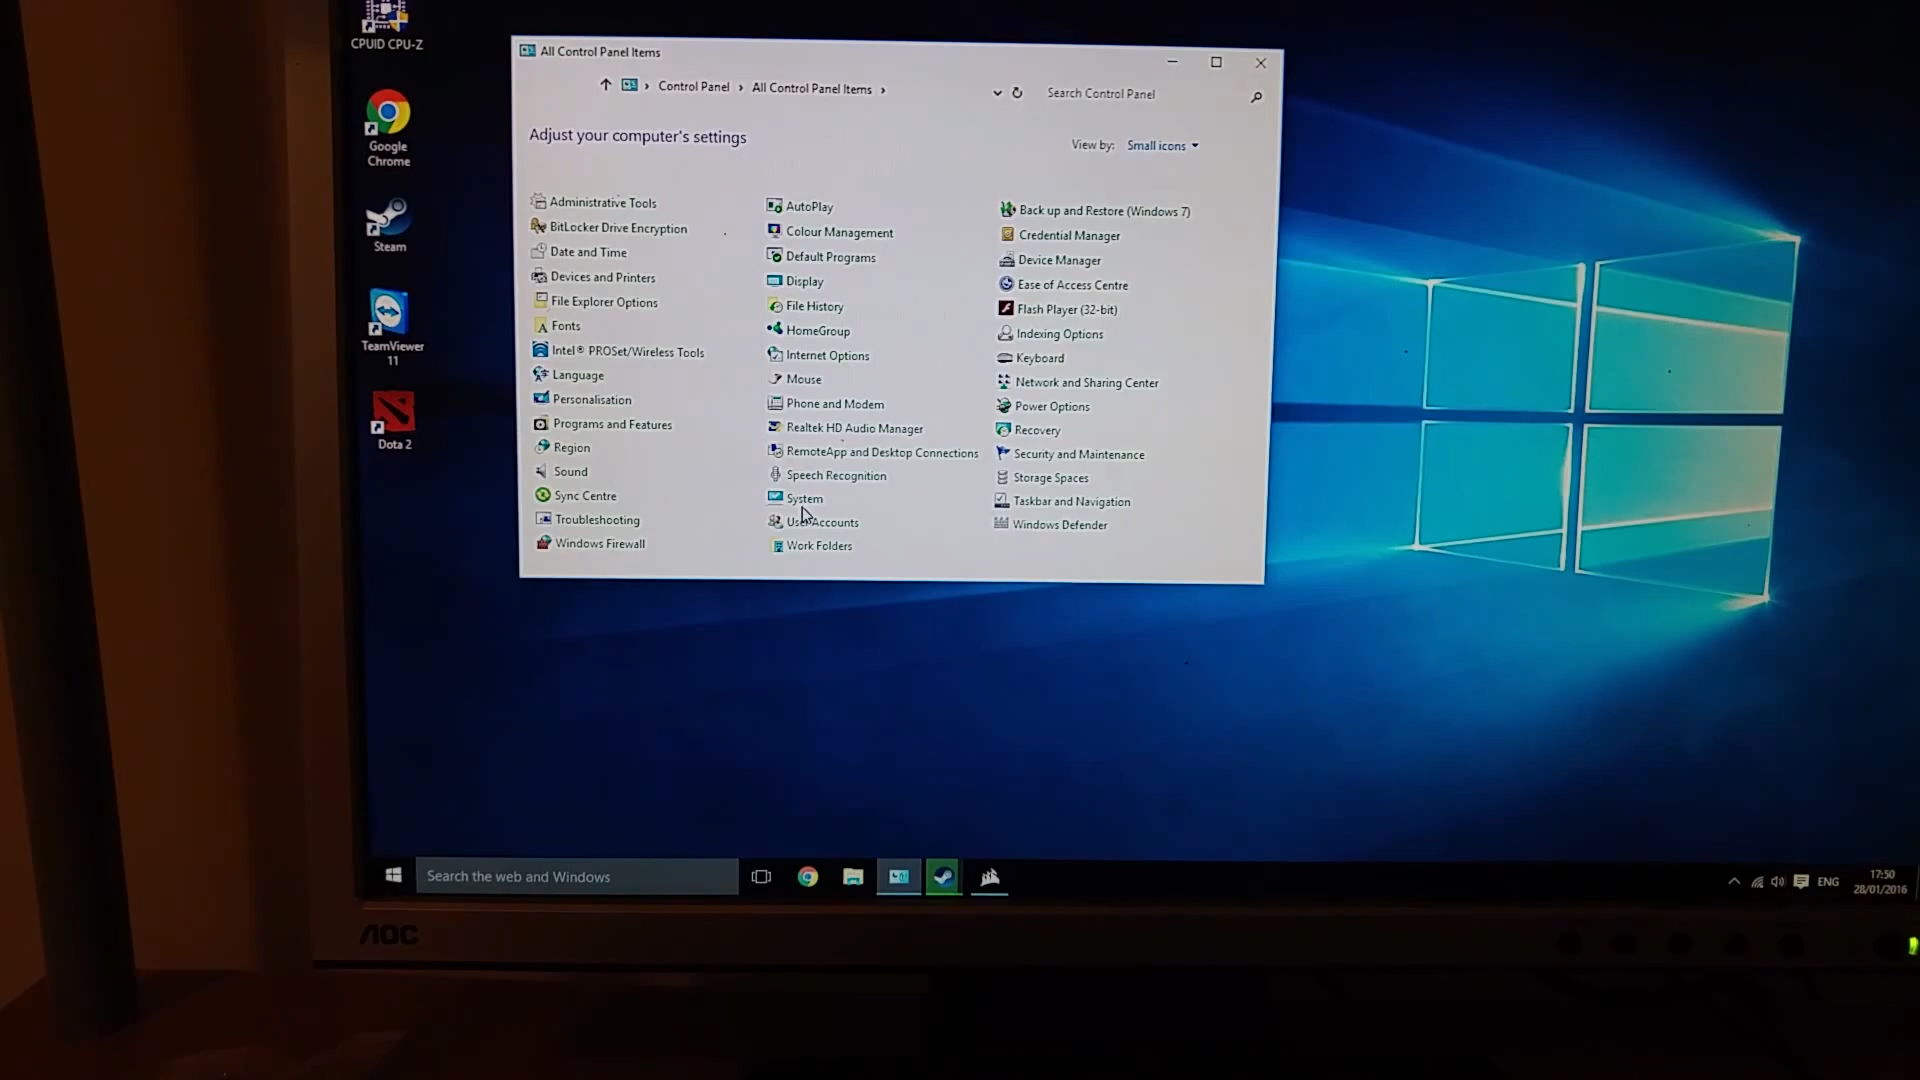 CPUID CPU-Z
Google
Chrome
Steam
TeamViewer
11
Dota 2
All Control Panel Items
Control Panel › All Control Panel Items ›
Search Control Panel
Adjust your computer's settings
View by: Small icons
Administrative Tools
BitLocker Drive Encryption
Date and Time
Devices and Printers
File Explorer Options
Fonts
Intel® PROSet/Wireless Tools
Language
Personalisation
Programs and Features
Region
Sound
Sync Centre
Troubleshooting
Windows Firewall
AutoPlay
Colour Management
Default Programs
Display
File History
HomeGroup
Internet Options
Mouse
Phone and Modem
Realtek HD Audio Manager
RemoteApp and Desktop Connections
Speech Recognition
System
User Accounts
Work Folders
Back up and Restore (Windows 7)
Credential Manager
Device Manager
Ease of Access Centre
Flash Player (32-bit)
Indexing Options
Keyboard
Network and Sharing Center
Power Options
Recovery
Security and Maintenance
Storage Spaces
Taskbar and Navigation
Windows Defender
Search the web and Windows
ENG
17:50
28/01/2016
AOC